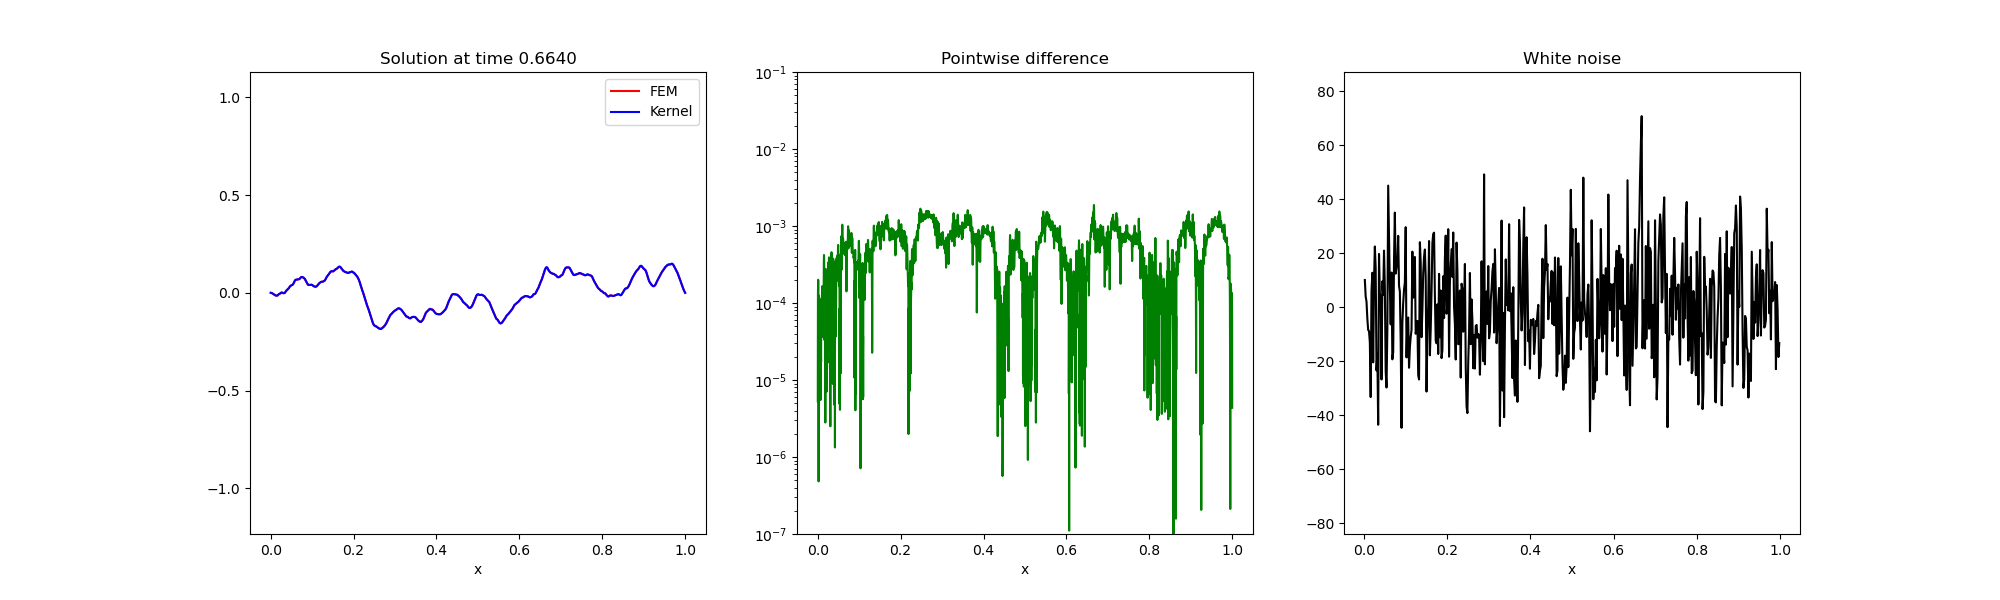 Solution at time 0.6640
1.0
0.5
0.0
−0.5
−1.0
FEM
Kernel
0.0 0.2 0.4 0.6 0.8 1.0
x
Pointwise difference
10⁻¹
10⁻²
10⁻³
10⁻⁴
10⁻⁵
10⁻⁶
10⁻⁷
0.0 0.2 0.4 0.6 0.8 1.0
x
White noise
80
60
40
20
0
−20
−40
−60
−80
0.0 0.2 0.4 0.6 0.8 1.0
x